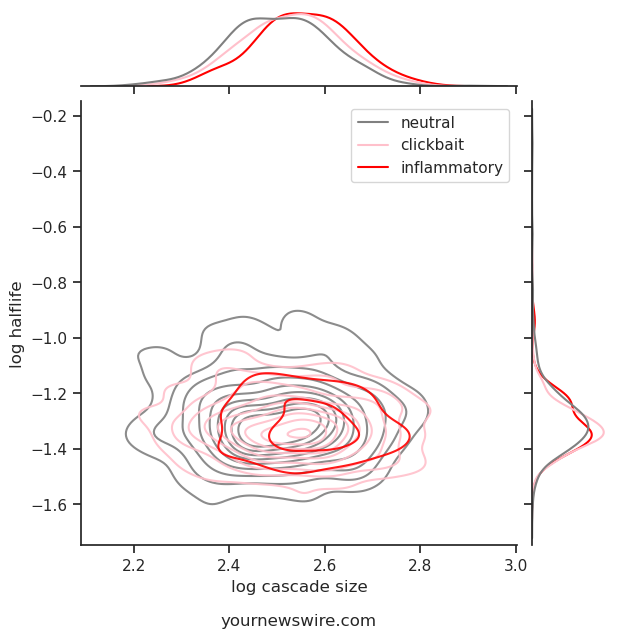 neutral
clickbait
inflammatory
−0.2
−0.4
−0.6
−0.8
−1.0
−1.2
−1.4
−1.6
log halflife
2.2 2.4 2.6 2.8 3.0
log cascade size
yournewswire.com